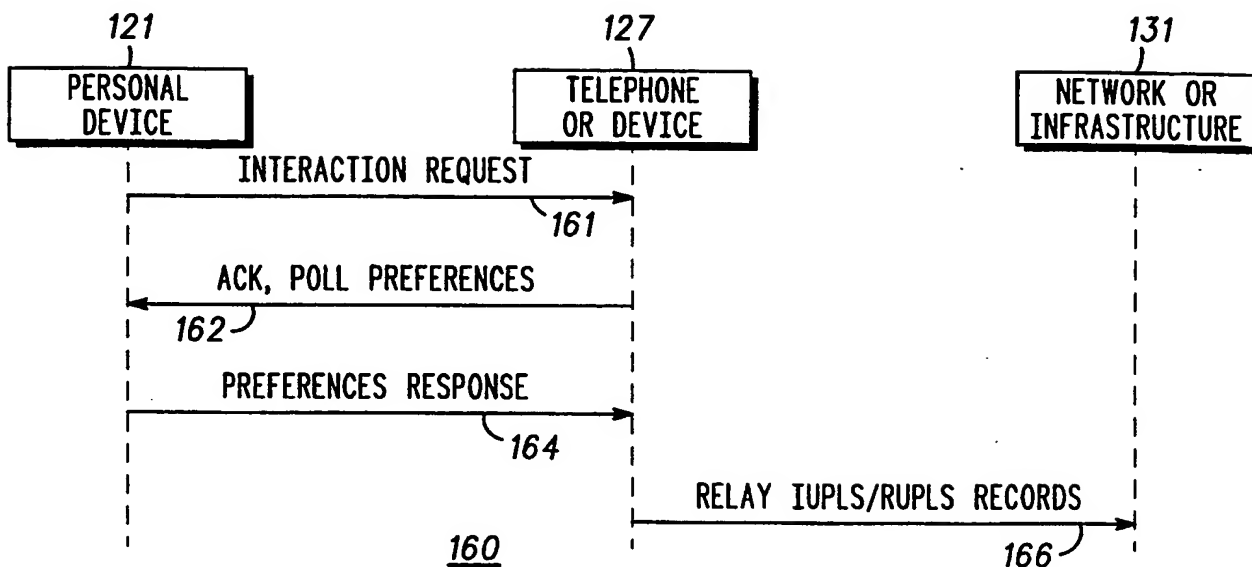 121
127
131
PERSONAL
DEVICE
TELEPHONE
OR DEVICE
NETWORK OR
INFRASTRUCTURE
INTERACTION REQUEST
161
ACK, POLL PREFERENCES
162
PREFERENCES RESPONSE
164
RELAY IUPLS/RUPLS RECORDS
166
160